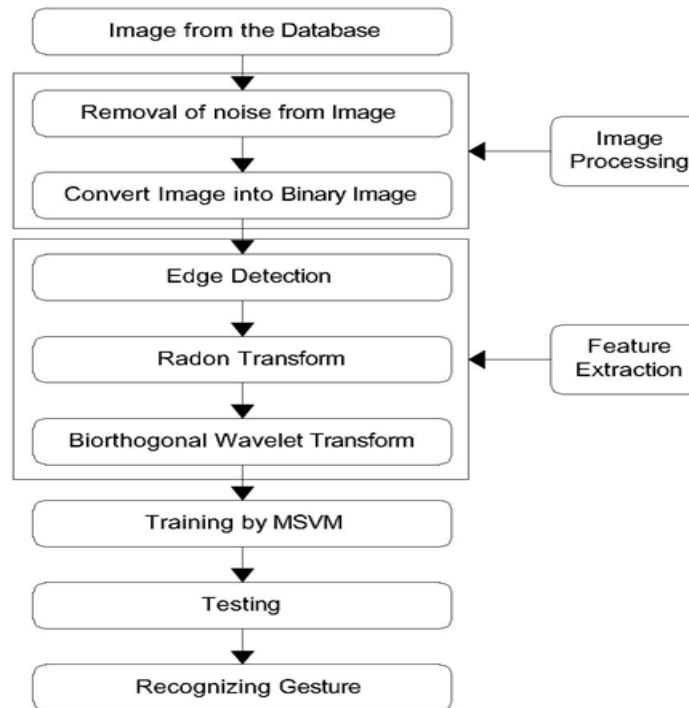 Image from the Database
Removal of noise from Image
Image
Processing
Convert Image into Binary Image
Edge Detection
Radon Transform
Feature
Extraction
Biorthogonal Wavelet Transform
Training by MSVM
Testing
Recognizing Gesture